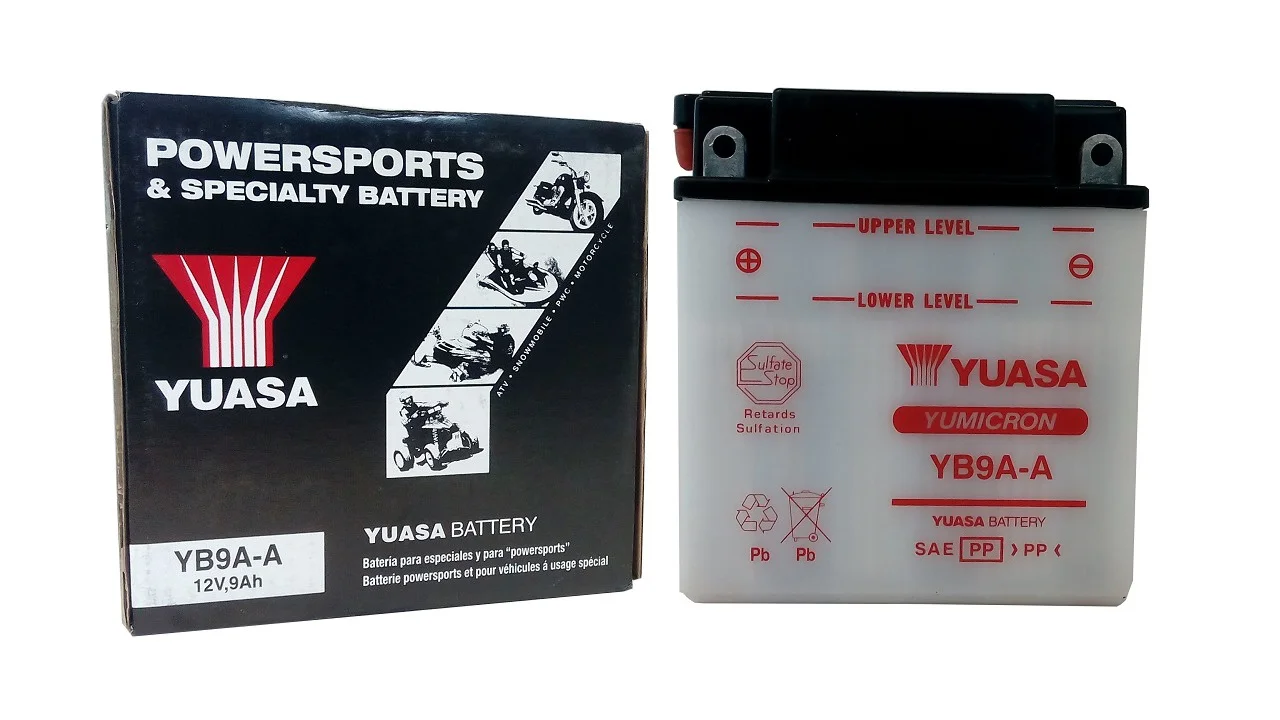 POWERSPORTS
& SPECIALTY BATTERY
YUASA
ATV • SNOWMOBILE • PWC • MOTORCYCLE
YUASA BATTERY
Batería para especiales y para “powersports”
Batterie powersports et pour véhicules á usage spécial
YB9A-A
12V,9Ah
UPPER LEVEL
LOWER LEVEL
Sulfate
Stop
Retards
Sulfation
YUASA
YUMICRON
YB9A-A
YUASA BATTERY
SAE PP >PP<
Pb Pb